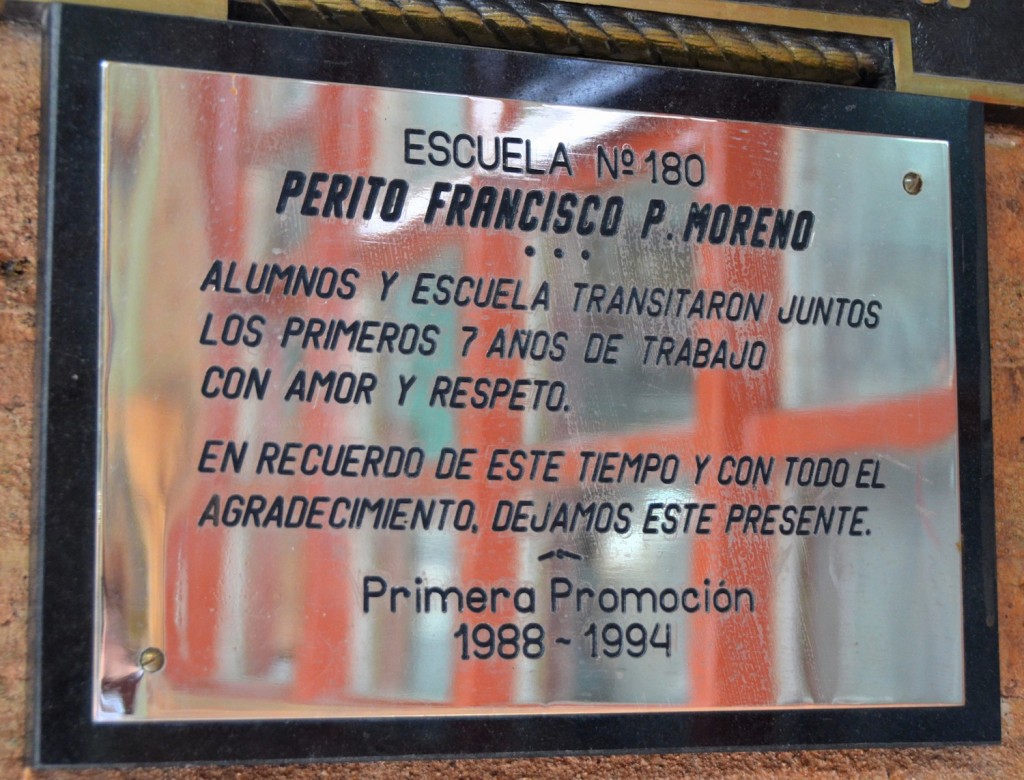 ESCUELA Nº 180
PERITO FRANCISCO P. MORENO
ALUMNOS Y ESCUELA TRANSITARON JUNTOS
LOS PRIMEROS 7 AÑOS DE TRABAJO
CON AMOR Y RESPETO.
EN RECUERDO DE ESTE TIEMPO Y CON TODO EL
AGRADECIMIENTO, DEJAMOS ESTE PRESENTE.
Primera Promoción
1988 - 1994